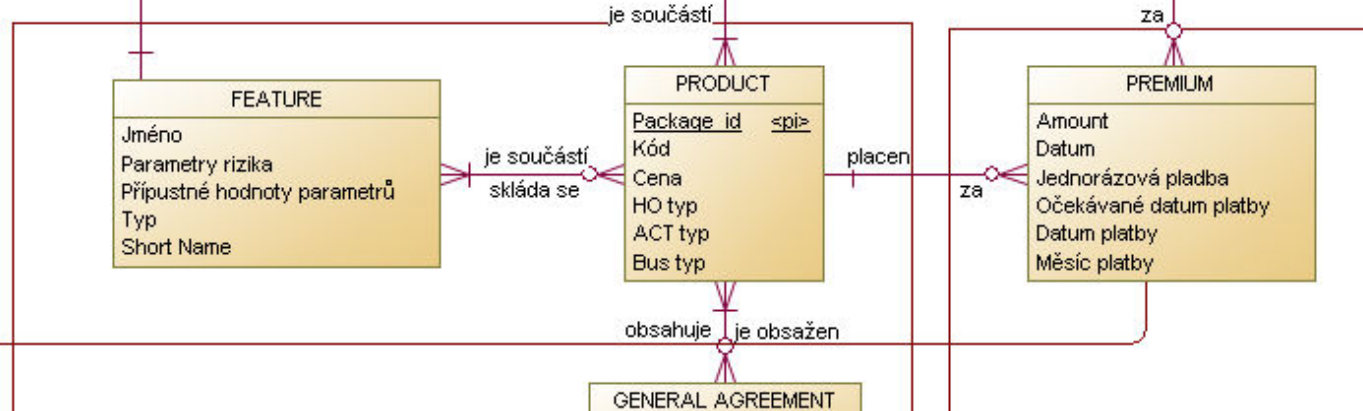 je součástí
za
FEATURE
Jméno
Parametry rizika
Přípustné hodnoty parametrů
Typ
Short Name
je součástí
skláda se
PRODUCT
Package_id <pi>
Kód
Cena
HO typ
ACT typ
Bus typ
placen
za
PREMIUM
Amount
Datum
Jednorázová pladba
Očekávané datum platby
Datum platby
Měsíc platby
obsahuje
je obsažen
GENERAL AGREEMENT